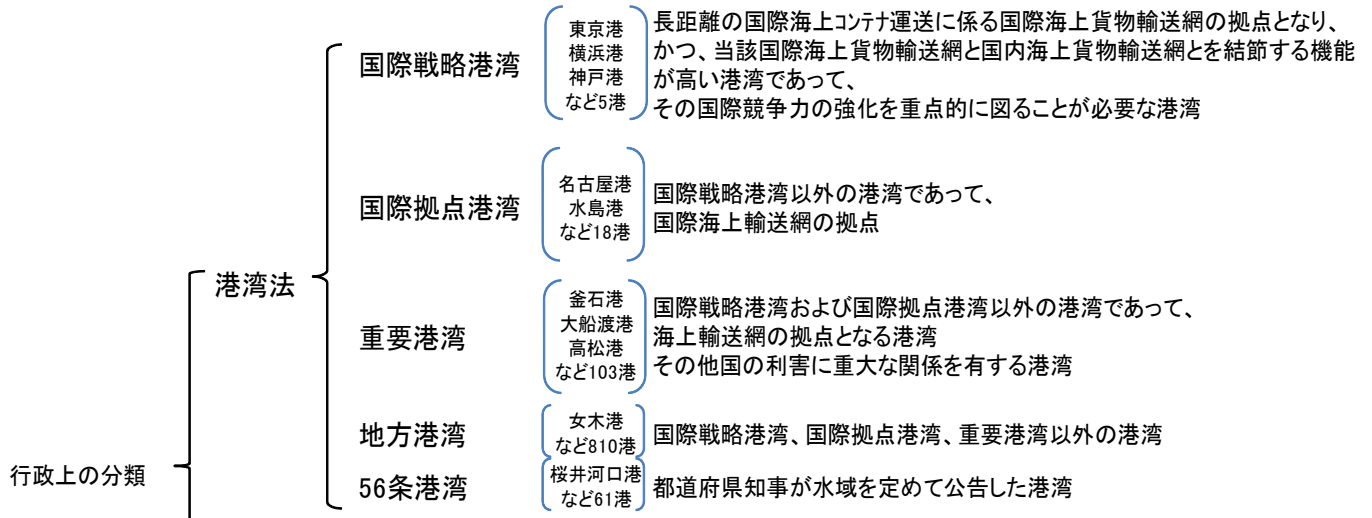 行政上の分類
港湾法
国際戦略港湾
東京港
横浜港
神戸港
など5港
長距離の国際海上コンテナ運送に係る国際海上貨物輸送網の拠点となり、
かつ、当該国際海上貨物輸送網と国内海上貨物輸送網とを結節する機能
が高い港湾であって、
その国際競争力の強化を重点的に図ることが必要な港湾
国際拠点港湾
名古屋港
水島港
など18港
国際戦略港湾以外の港湾であって、
国際海上輸送網の拠点
重要港湾
釜石港
大船渡港
高松港
など103港
国際戦略港湾および国際拠点港湾以外の港湾であって、
海上輸送網の拠点となる港湾
その他国の利害に重大な関係を有する港湾
地方港湾
女木港
など810港
国際戦略港湾、国際拠点港湾、重要港湾以外の港湾
56条港湾
桜井河口港
など61港
都道府県知事が水域を定めて公告した港湾